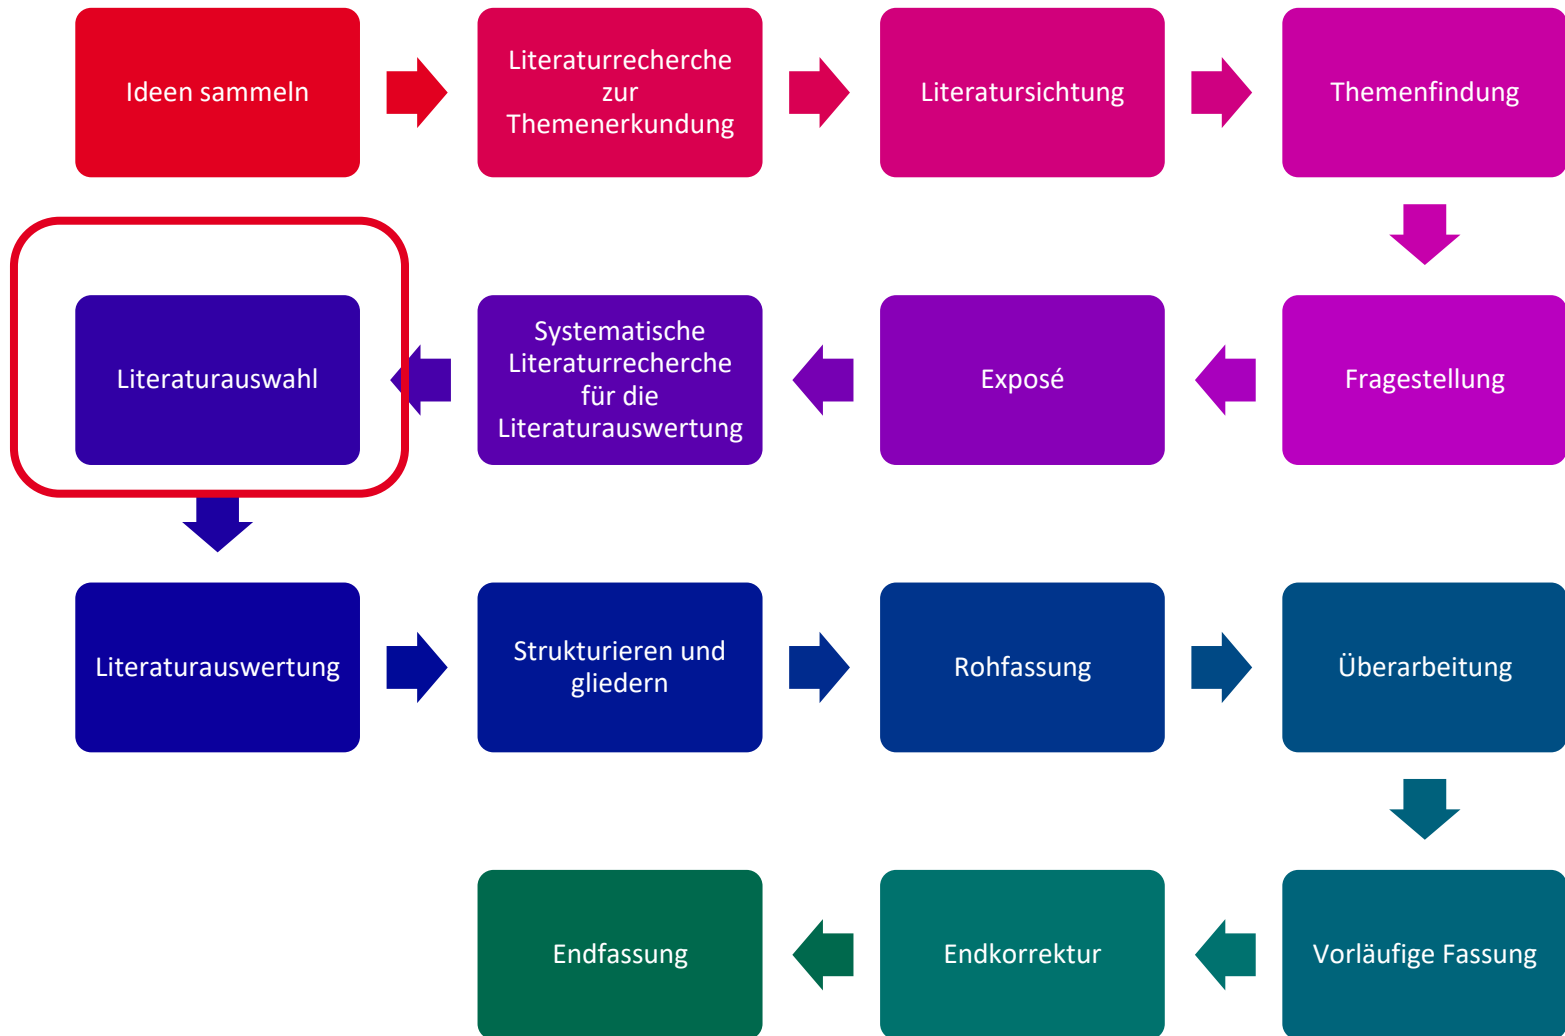 Ideen sammeln
Literaturrecherche
zur
Themenerkundung
Literatursichtung
Themenfindung
Fragestellung
Exposé
Systematische
Literaturrecherche
für die
Literaturauswertung
Literaturauswahl
Literaturauswertung
Strukturieren und
gliedern
Rohfassung
Überarbeitung
Vorläufige Fassung
Endkorrektur
Endfassung